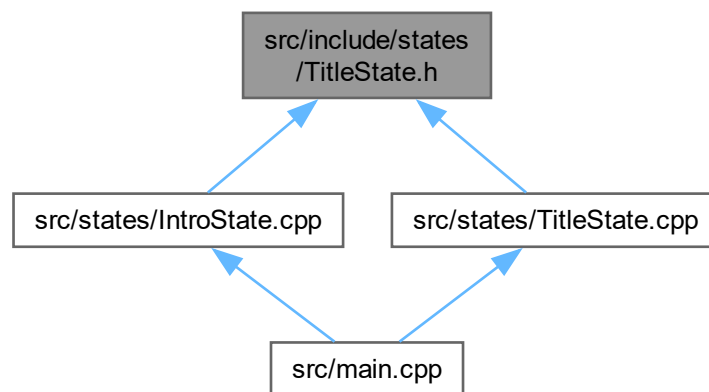 src/include/states
/TitleState.h
src/states/IntroState.cpp
src/states/TitleState.cpp
src/main.cpp